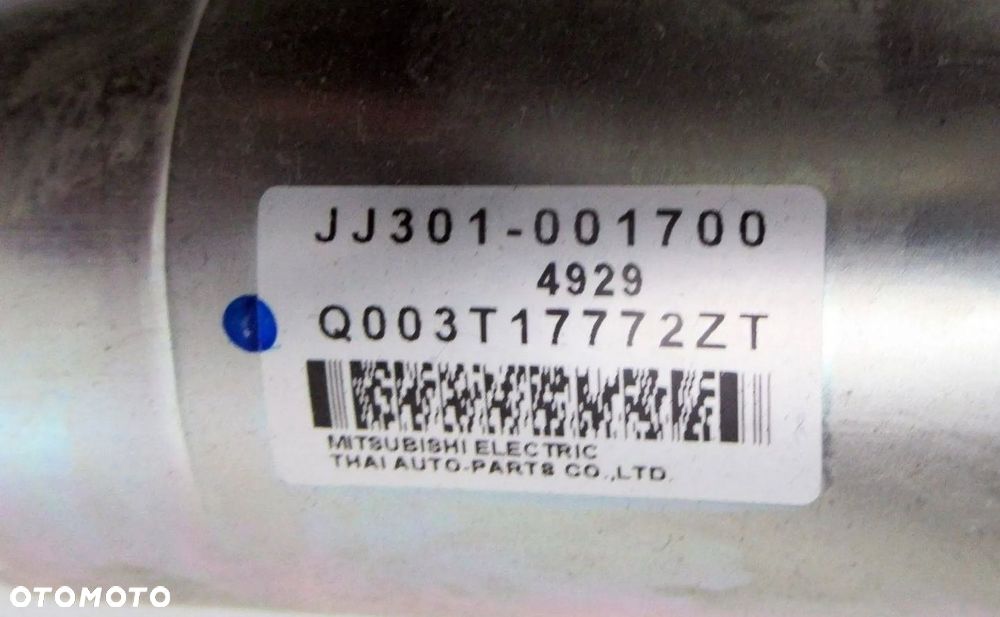 JJ301-001700
4929
Q003T17772ZT
MITSUBISHI ELECTRIC
THAI AUTO-PARTS CO.,LTD.
OTOMOTO